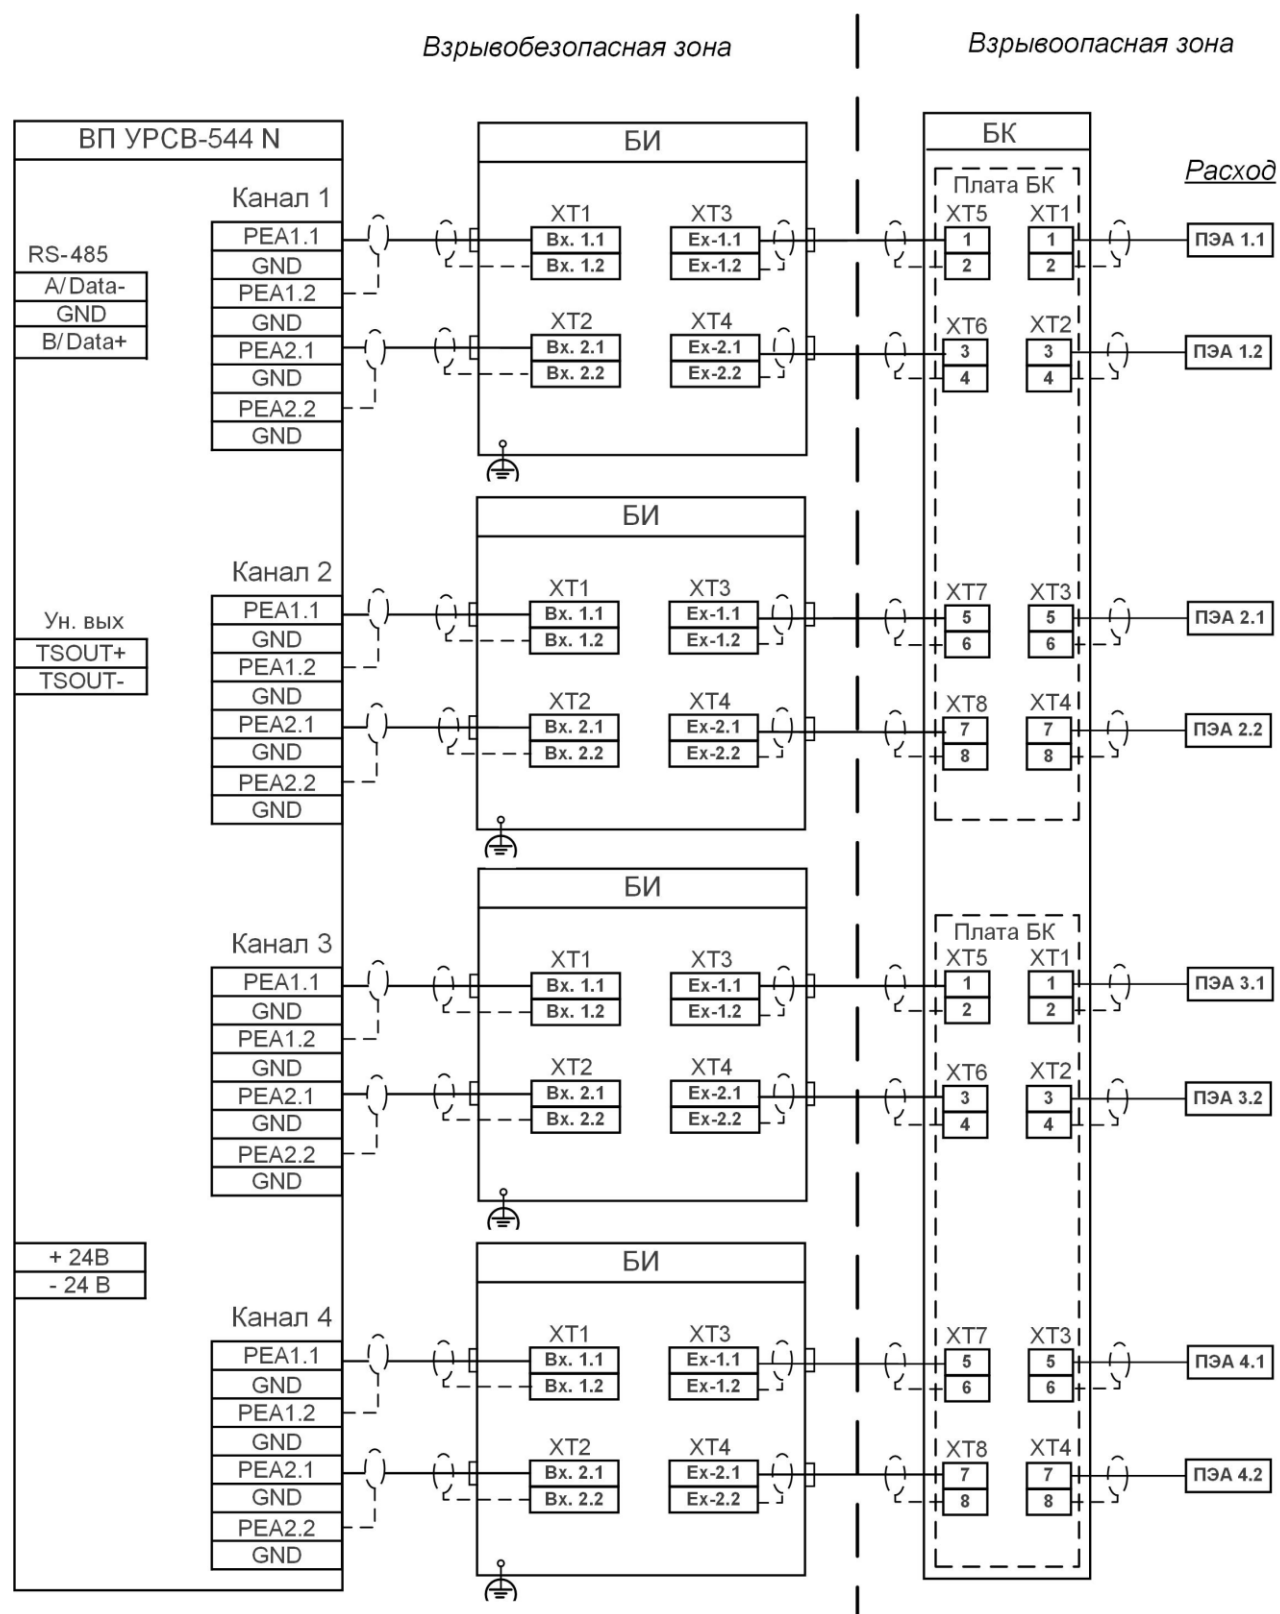 Взрывобезопасная зона
Взрывоопасная зона
ВП УРСВ-544 N
RS-485
A/Data-
GND
B/Data+
Ун. вых
TSOUT+
TSOUT-
+ 24В
- 24 В
Канал 1
PEA1.1
GND
PEA1.2
GND
PEA2.1
GND
PEA2.2
GND
Канал 2
PEA1.1
GND
PEA1.2
GND
PEA2.1
GND
PEA2.2
GND
Канал 3
PEA1.1
GND
PEA1.2
GND
PEA2.1
GND
PEA2.2
GND
Канал 4
PEA1.1
GND
PEA1.2
GND
PEA2.1
GND
PEA2.2
GND
БИ
XT1 XT3
Вх. 1.1 Ex-1.1
Вх. 1.2 Ex-1.2
XT2 XT4
Вх. 2.1 Ex-2.1
Вх. 2.2 Ex-2.2
БИ
XT1 XT3
Вх. 1.1 Ex-1.1
Вх. 1.2 Ex-1.2
XT2 XT4
Вх. 2.1 Ex-2.1
Вх. 2.2 Ex-2.2
БИ
XT1 XT3
Вх. 1.1 Ex-1.1
Вх. 1.2 Ex-1.2
XT2 XT4
Вх. 2.1 Ex-2.1
Вх. 2.2 Ex-2.2
БИ
XT1 XT3
Вх. 1.1 Ex-1.1
Вх. 1.2 Ex-1.2
XT2 XT4
Вх. 2.1 Ex-2.1
Вх. 2.2 Ex-2.2
БК
Плата БК
XT5 XT1
1 1
2 2
XT6 XT2
3 3
4 4
XT7 XT3
5 5
6 6
XT8 XT4
7 7
8 8
Плата БК
XT5 XT1
1 1
2 2
XT6 XT2
3 3
4 4
XT7 XT3
5 5
6 6
XT8 XT4
7 7
8 8
Расход
ПЭА 1.1
ПЭА 1.2
ПЭА 2.1
ПЭА 2.2
ПЭА 3.1
ПЭА 3.2
ПЭА 4.1
ПЭА 4.2